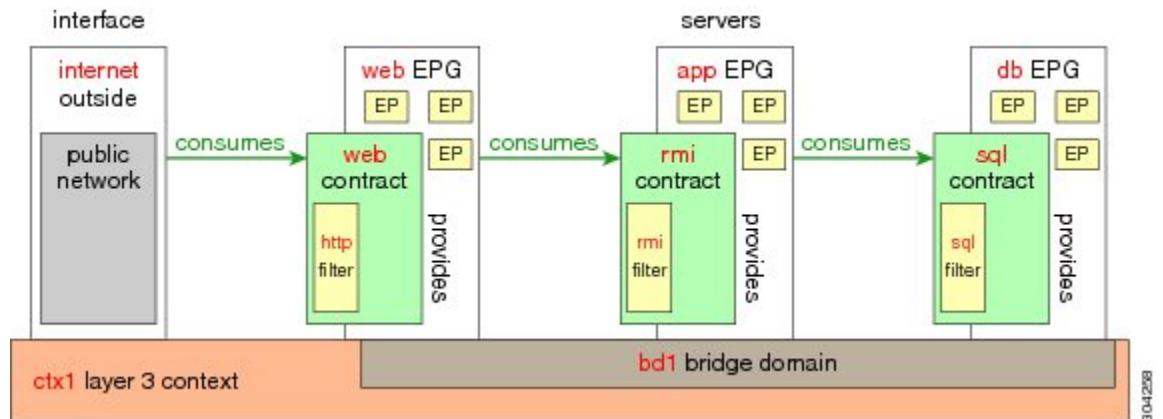 interface
servers
internet
outside
public
network
consumes
web EPG
EP
EP
EP
web
contract
http
filter
provides
consumes
app EPG
EP
EP
EP
rmi
contract
rmi
filter
provides
consumes
db EPG
EP
EP
EP
sql
contract
sql
filter
provides
bd1 bridge domain
ctx1 layer 3 context